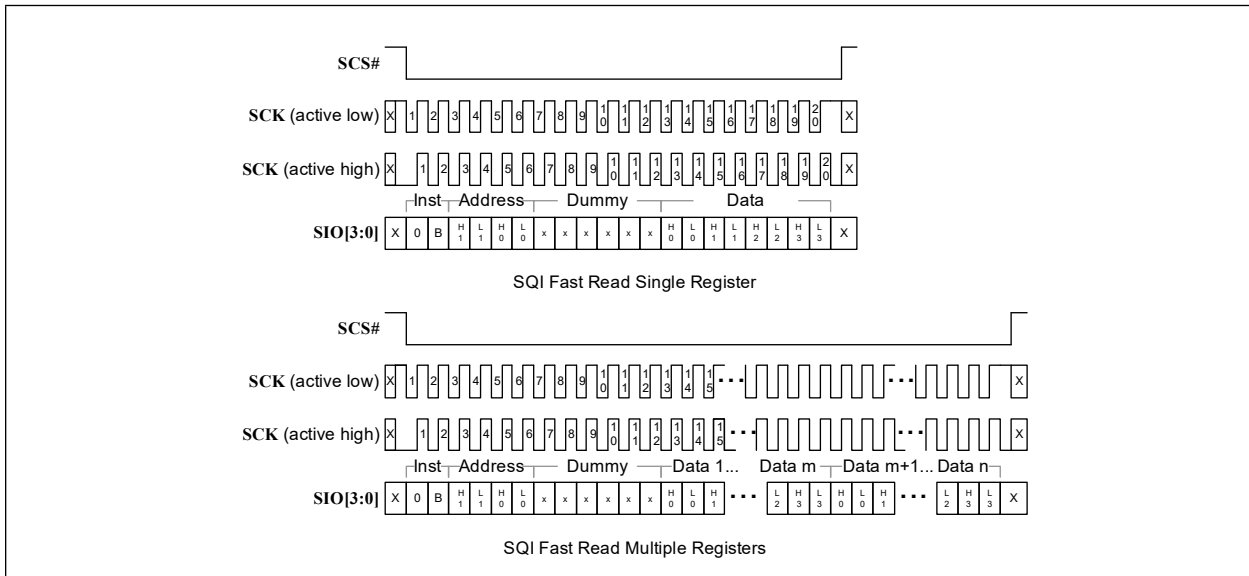 SCS#
SCK (active low) X 1 2 3 4 5 6 7 8 9 10 11 12 13 14 15 16 17 18 19 20 X
SCK (active high) X 1 2 3 4 5 6 7 8 9 10 11 12 13 14 15 16 17 18 19 20 X
Inst Address Dummy Data
SIO[3:0] X 0 B H1 L1 H0 L0 x x x x x x H0 L0 H1 L1 H2 L2 H3 L3 X
SQI Fast Read Single Register
SCS#
SCK (active low) X 1 2 3 4 5 6 7 8 9 10 11 12 13 14 15 ... ... X
SCK (active high) X 1 2 3 4 5 6 7 8 9 10 11 12 13 14 15 ... ... X
Inst Address Dummy Data 1... Data m Data m+1... Data n
SIO[3:0] X 0 B H1 L1 H0 L0 x x x x x x H0 L0 H1 ... L2 H3 L3 H0 L0 H1 ... L2 H3 L3 X
SQI Fast Read Multiple Registers